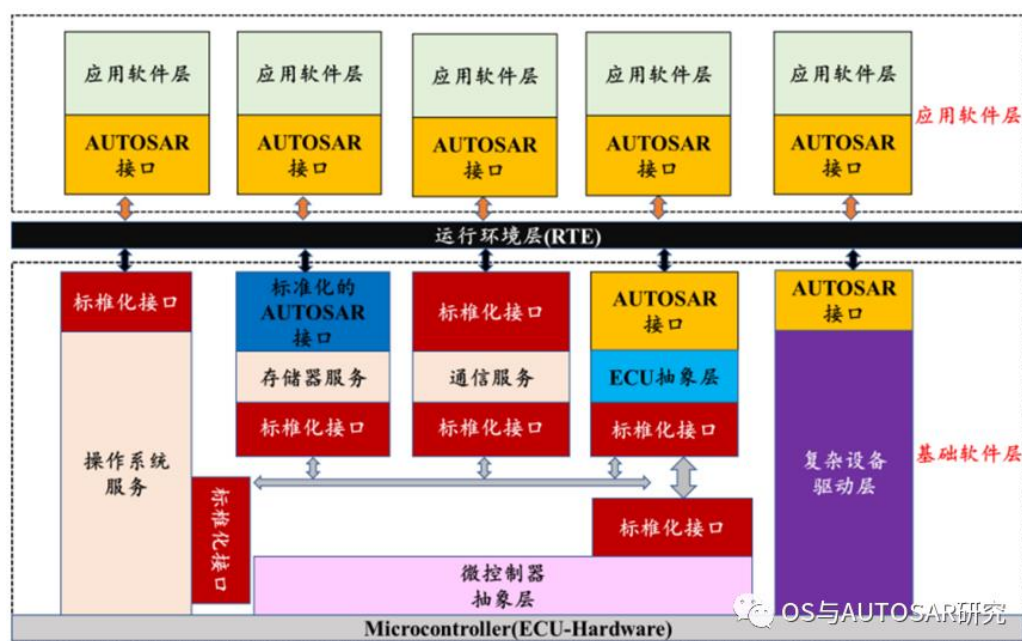 应用软件层
应用软件层
应用软件层
应用软件层
应用软件层
AUTOSAR
接口
AUTOSAR
接口
AUTOSAR
接口
AUTOSAR
接口
AUTOSAR
接口
应用软件层
运行环境层(RTE)
标椎化接口
操作系统
服务
标椎化接口
标准化的
AUTOSAR
接口
存储器服务
标椎化接口
标椎化接口
通信服务
标椎化接口
AUTOSAR
接口
ECU抽象层
标椎化接口
标椎化接口
微控制器
抽象层
AUTOSAR
接口
复杂设备
驱动层
基础软件层
OS与AUTOSAR研究
Microcontroller(ECU-Hardware)